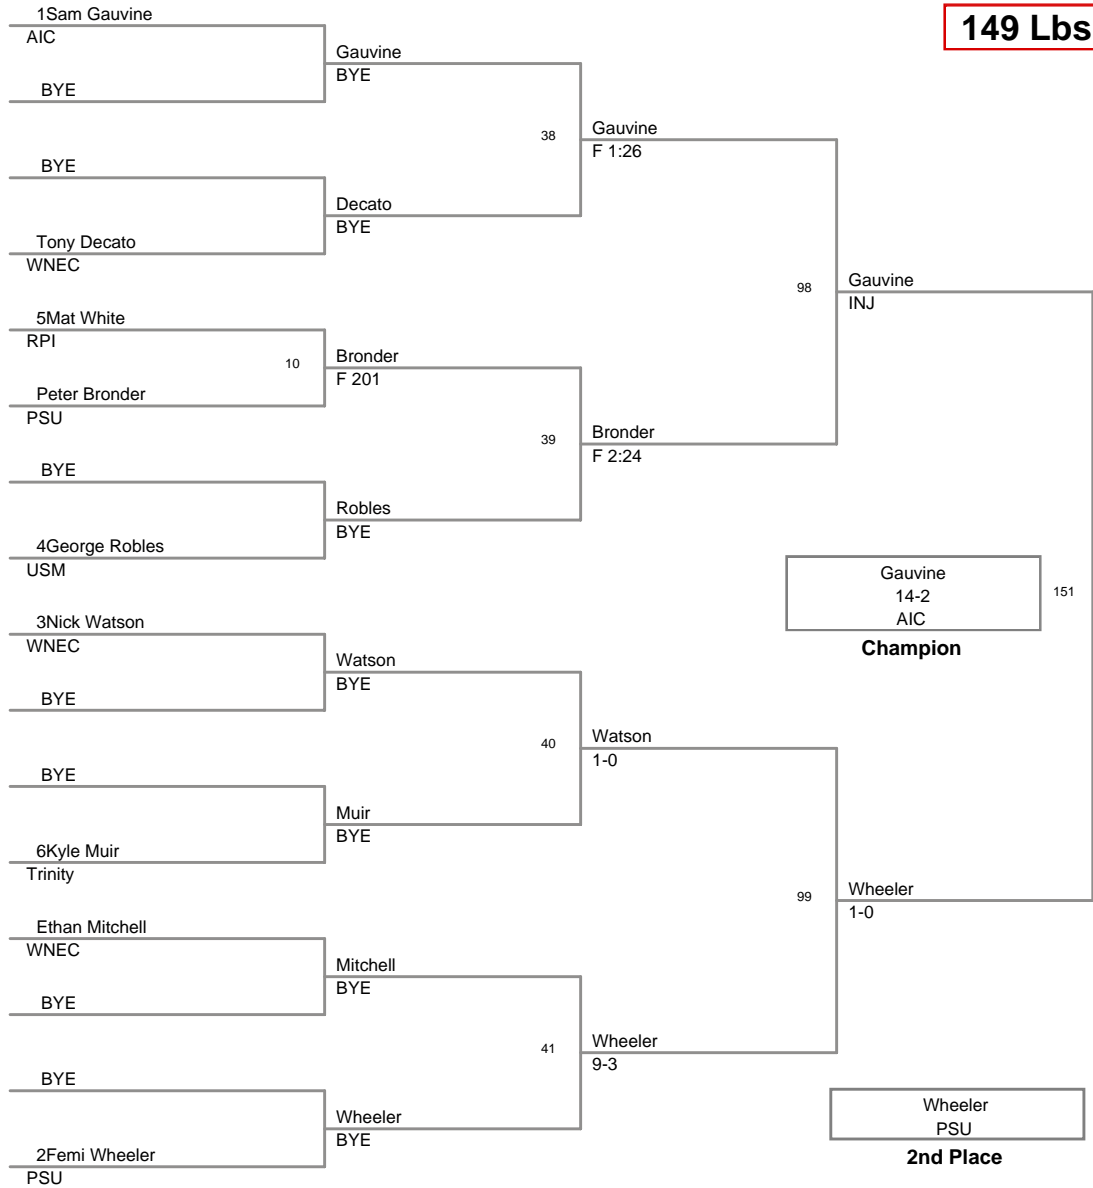 149 Lbs
1Sam Gauvine
AIC
BYE
BYE
Tony Decato
WNEC
5Mat White
RPI
10
Peter Bronder
PSU
BYE
4George Robles
USM
3Nick Watson
WNEC
BYE
BYE
6Kyle Muir
Trinity
Ethan Mitchell
WNEC
BYE
BYE
2Femi Wheeler
PSU
Gauvine
BYE
38
Decato
BYE
Bronder
F 201
39
Robles
BYE
Watson
BYE
40
Muir
BYE
Mitchell
BYE
41
Wheeler
BYE
Gauvine
F 1:26
98
Bronder
F 2:24
Watson
1-0
99
Wheeler
9-3
Gauvine
INJ
Wheeler
1-0
Gauvine
14-2
AIC
151
Champion
Wheeler
PSU
2nd Place